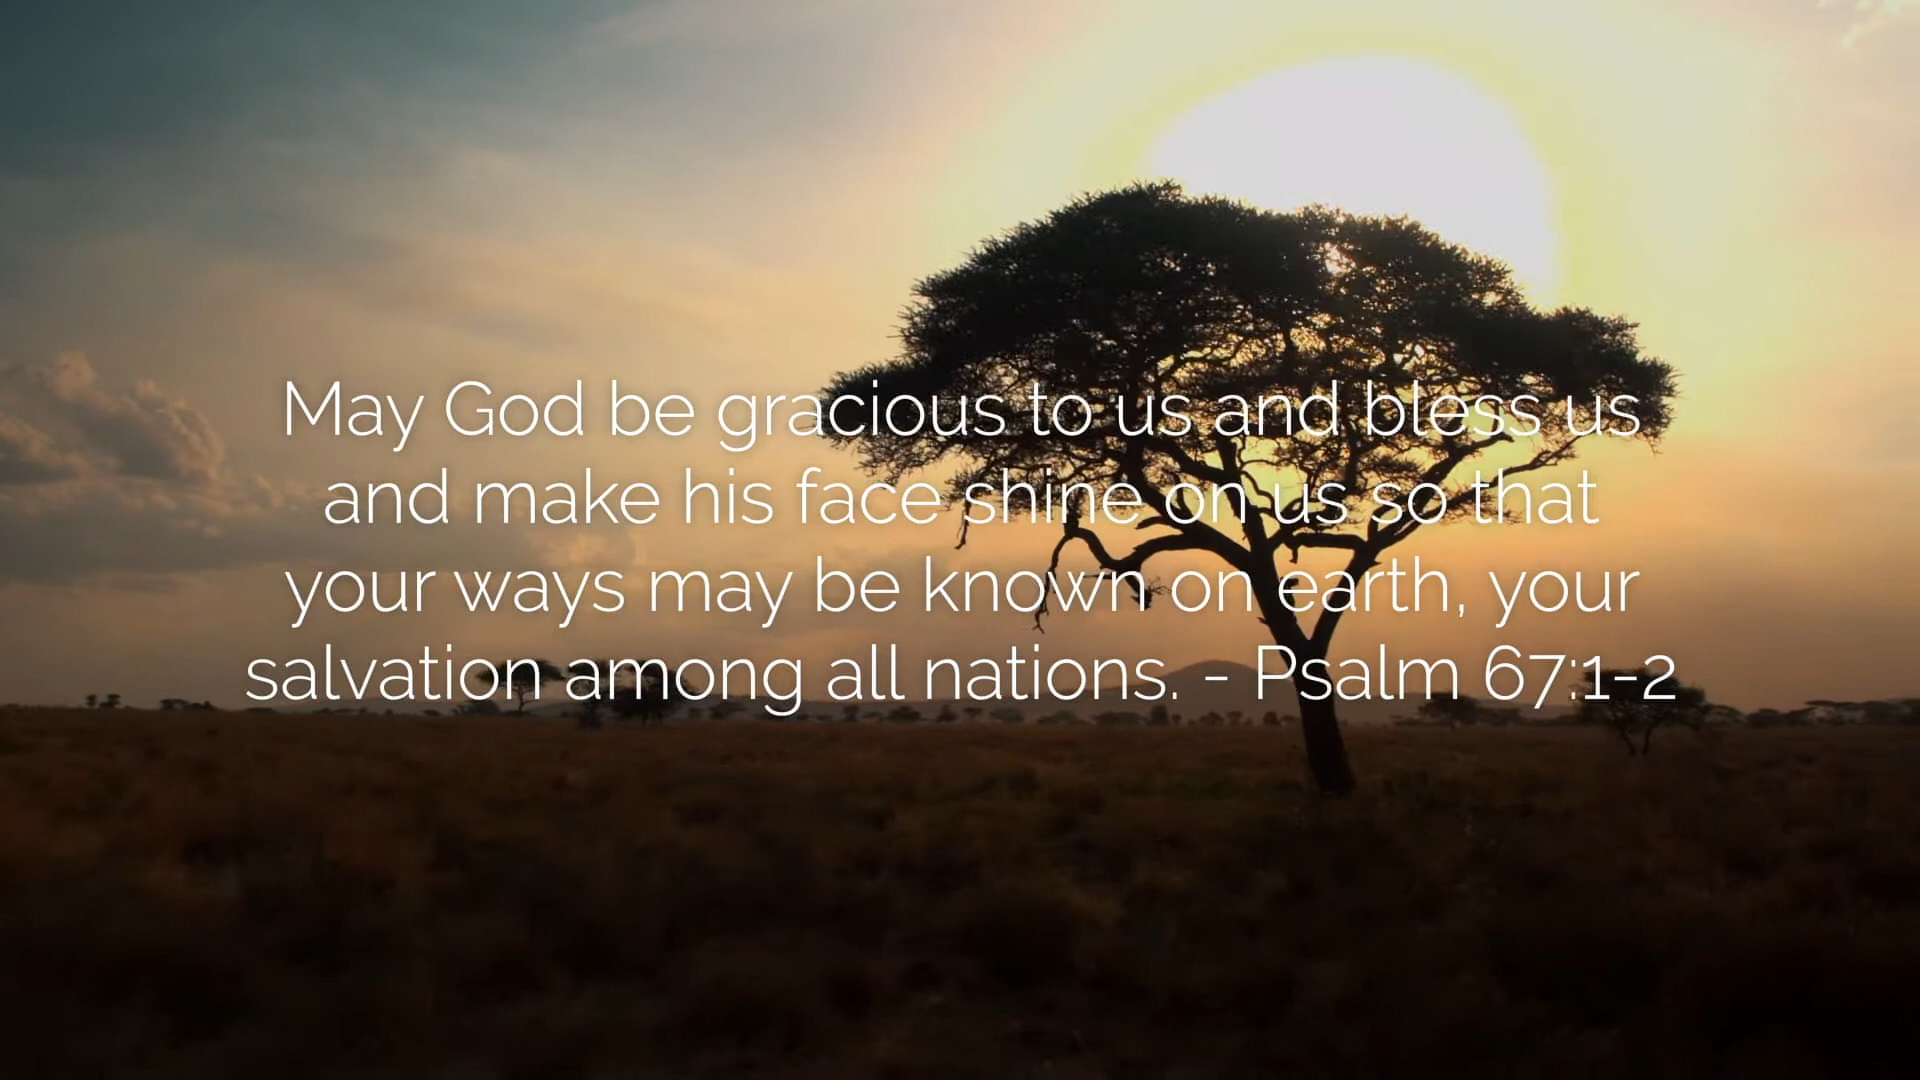 May God be gracious to us and bless us
and make his face shine on us so that
your ways may be known on earth, your
salvation among all nations. - Psalm 67:1-2